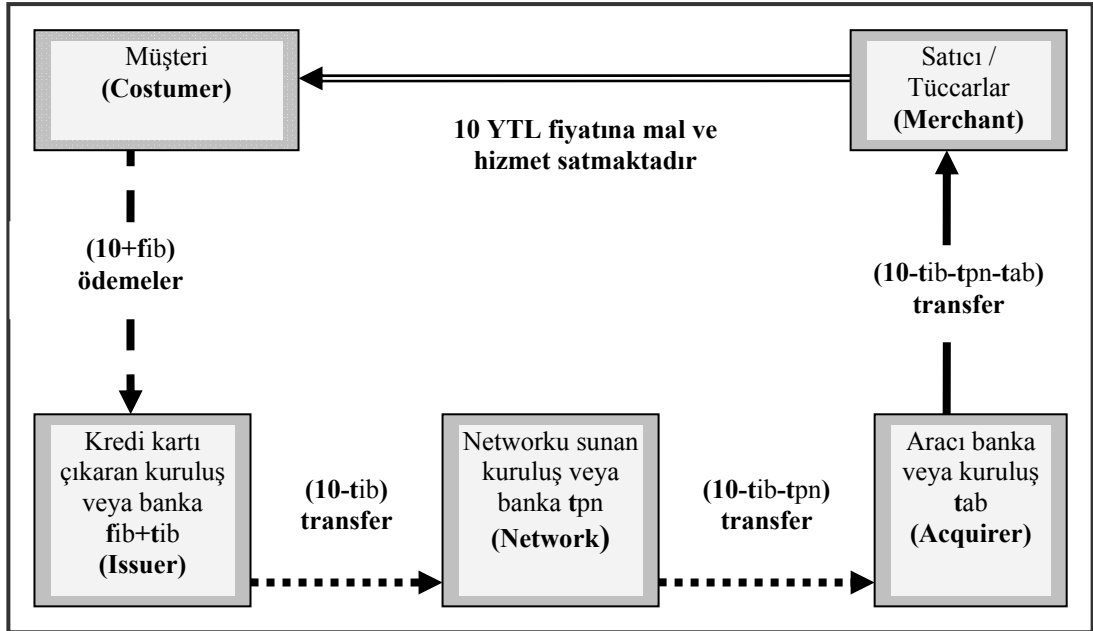 Müşteri
(Costumer)
Satıcı /
Tüccarlar
(Merchant)
10 YTL fiyatına mal ve
hizmet satmaktadır
(10+fib)
ödemeler
(10-tib-tpn-tab)
transfer
Kredi kartı
çıkaran kuruluş
veya banka
fib+tib
(Issuer)
(10-tib)
transfer
Networku sunan
kuruluş veya
banka tpn
(Network)
(10-tib-tpn)
transfer
Aracı banka
veya kuruluş
tab
(Acquirer)